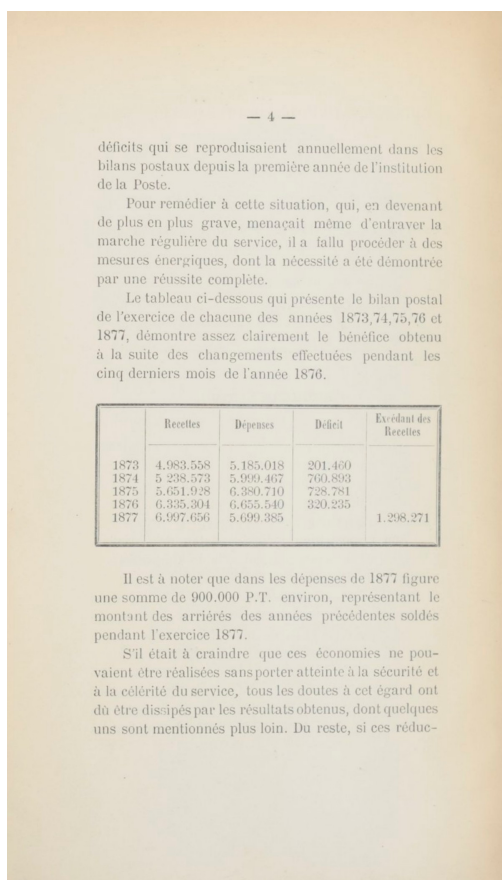 — 4 —
déficits qui se reproduisaient annuellement dans les
bilans postaux depuis la première année de l'institution
de la Poste.
Pour remédier à cette situation, qui, en devenant
de plus en plus grave, menaçait même d'entraver la
marche régulière du service, il a fallu procéder à des
mesures énergiques, dont la nécessité a été démontrée
par une réussite complète.
Le tableau ci-dessous qui présente le bilan postal
de l'exercice de chacune des années 1873,74,75,76 et
1877, démontre assez clairement le bénéfice obtenu
à la suite des changements effectuées pendant les
cinq derniers mois de l'année 1876.
Recettes Dépenses Déficit Excédant des
Recettes
1873 4.983.558 5.185.018 201.460
1874 5 238.573 5.999.467 760.893
1875 5.651.928 6.380.710 728.781
1876 6.335.304 6.655.540 320.235
1877 6.997.656 5.699.385 1.298.271
Il est à noter que dans les dépenses de 1877 figure
une somme de 900.000 P.T. environ, représentant le
montant des arriérés des années précédentes soldés
pendant l'exercice 1877.
S'il était à craindre que ces économies ne pou-
vaient être réalisées sans porter atteinte à la sécurité et
à la célérité du service, tous les doutes à cet égard ont
dû être dissipés par les résultats obtenus, dont quelques
uns sont mentionnés plus loin. Du reste, si ces réduc-